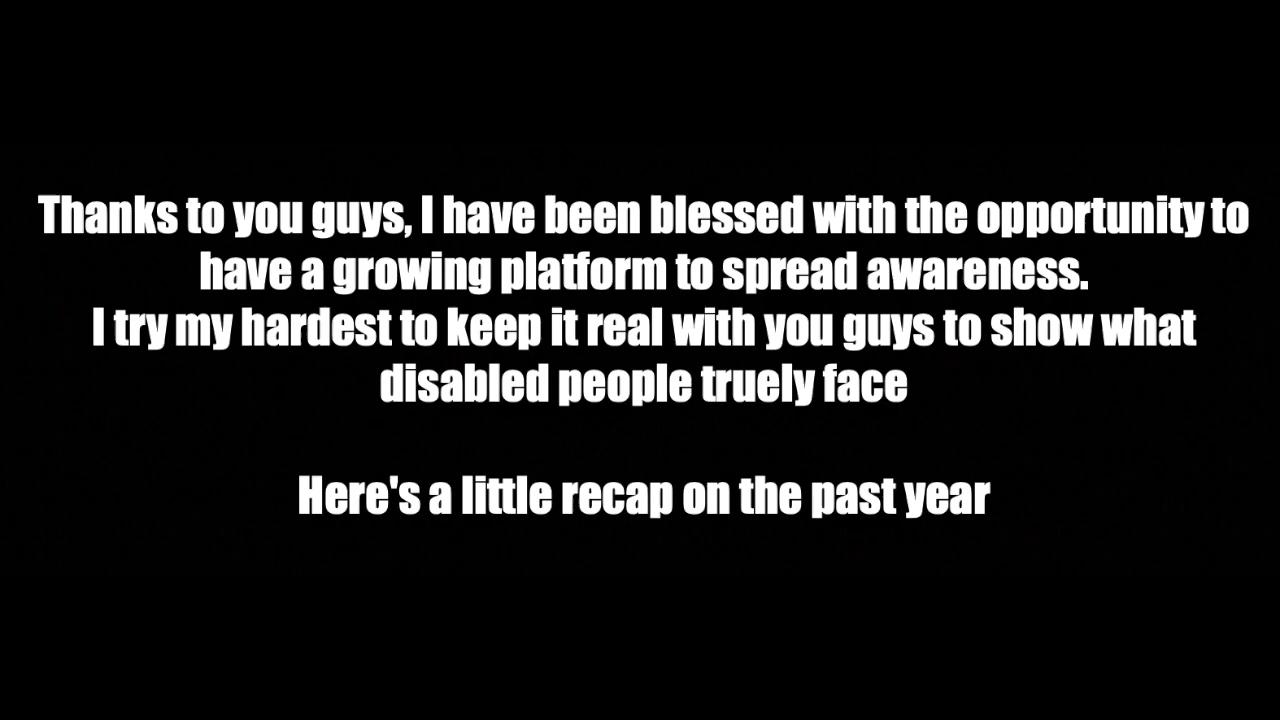 Thanks to you guys, I have been blessed with the opportunity to
have a growing platform to spread awareness.
I try my hardest to keep it real with you guys to show what
disabled people truely face
Here's a little recap on the past year